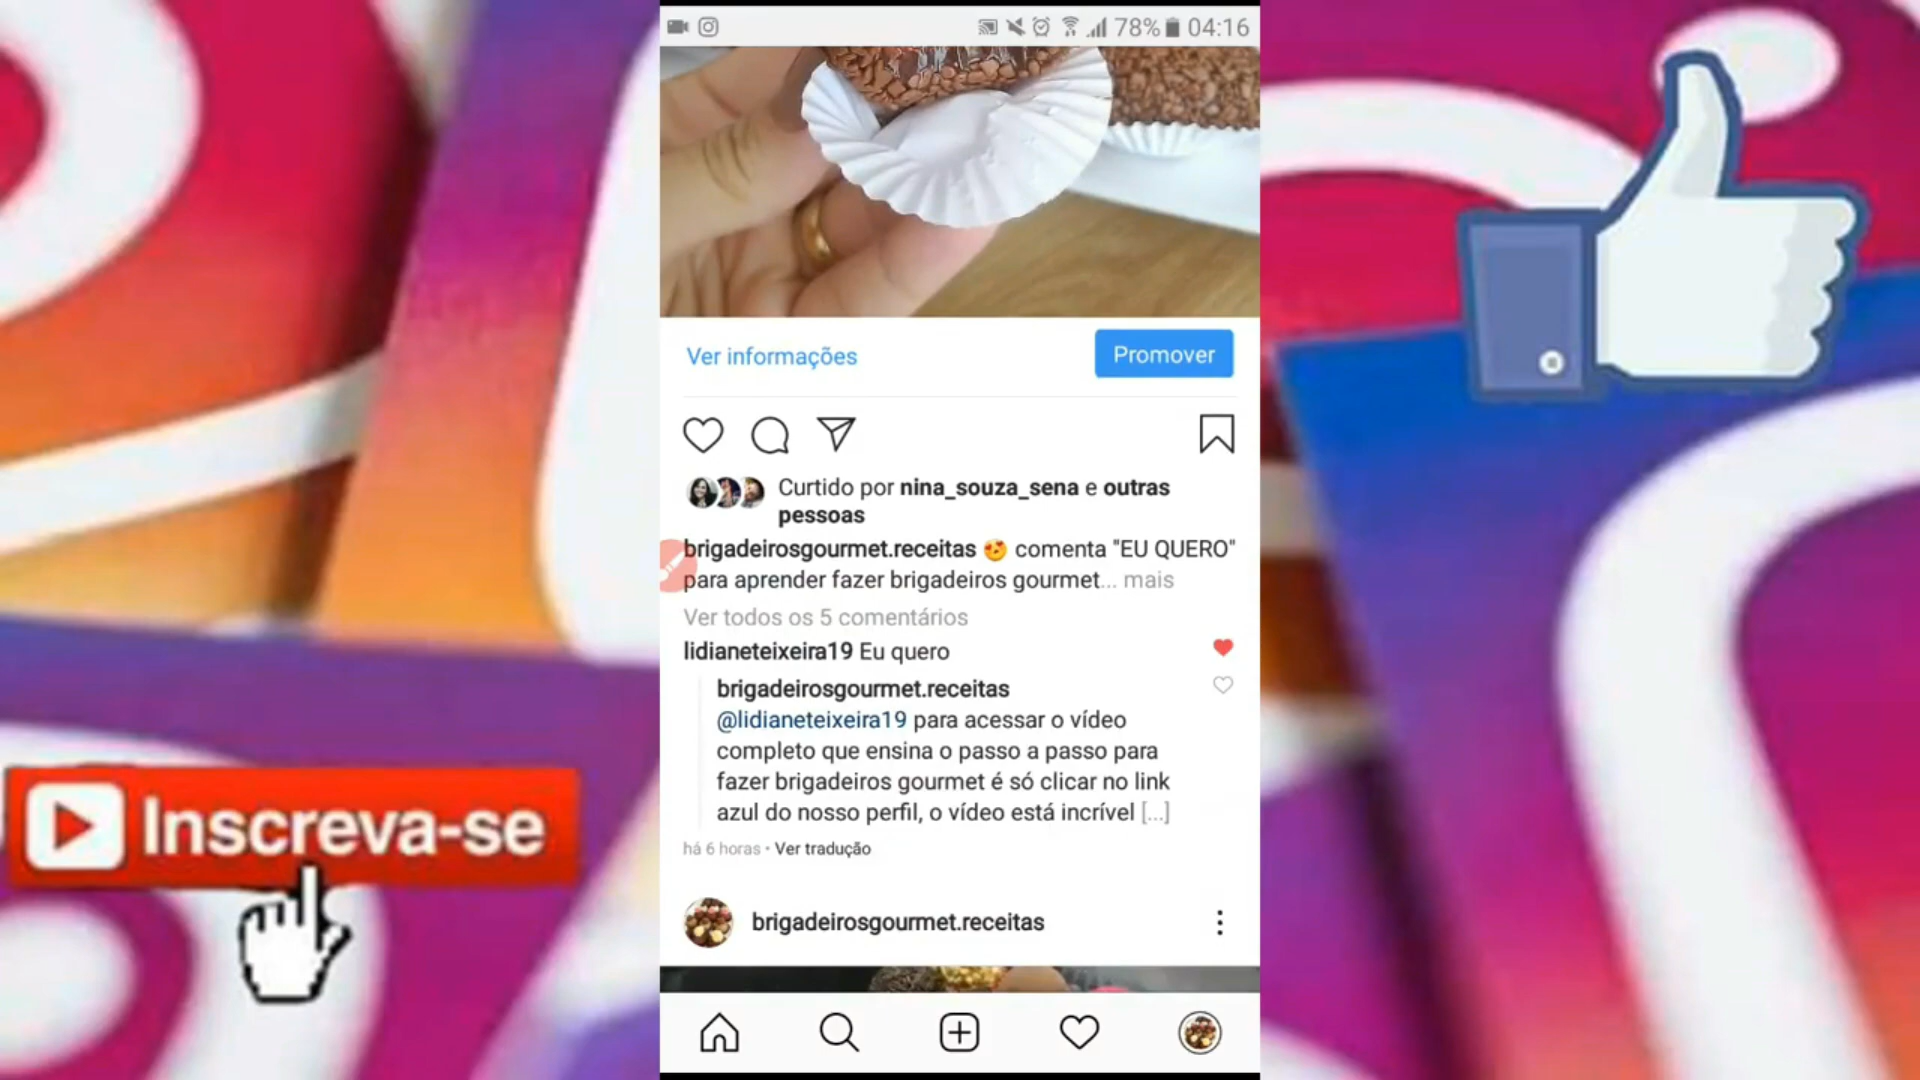 78% 04:16
Ver informações
Promover
Curtido por nina_souza_sena e outras
pessoas
brigadeirosgourmet.receitas 😍 comenta "EU QUERO"
para aprender fazer brigadeiros gourmet... mais
Ver todos os 5 comentários
lidianeteixeira19 Eu quero
brigadeirosgourmet.receitas
@lidianeteixeira19 para acessar o vídeo
completo que ensina o passo a passo para
fazer brigadeiros gourmet é só clicar no link
azul do nosso perfil, o vídeo está incrível [...]
há 6 horas • Ver tradução
brigadeirosgourmet.receitas
Inscreva-se